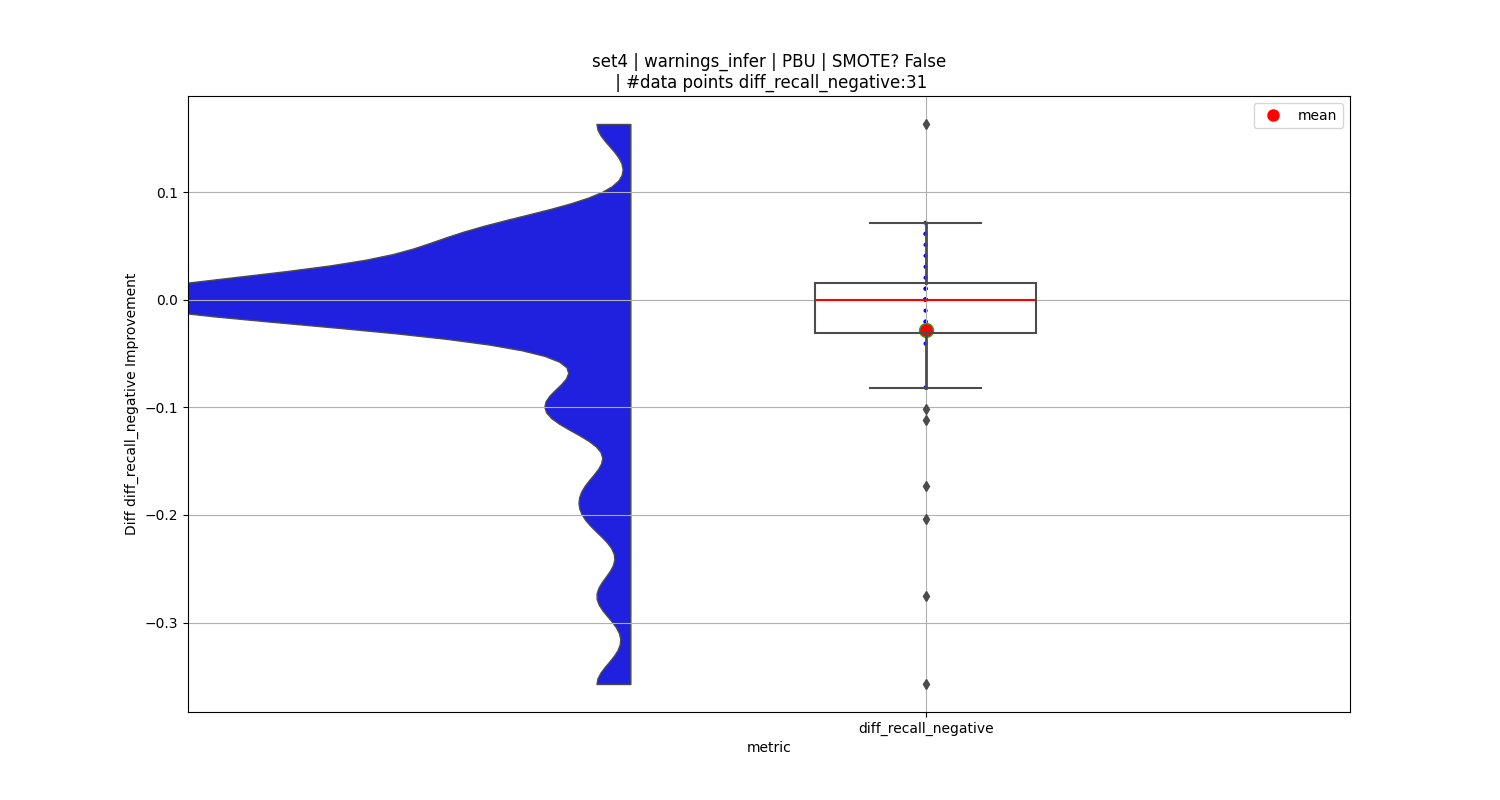 set4 | warnings_infer | PBU | SMOTE? False
| #data points diff_recall_negative:31
mean
0.1
0.0
−0.1
−0.2
−0.3
Diff diff_recall_negative Improvement
diff_recall_negative
metric